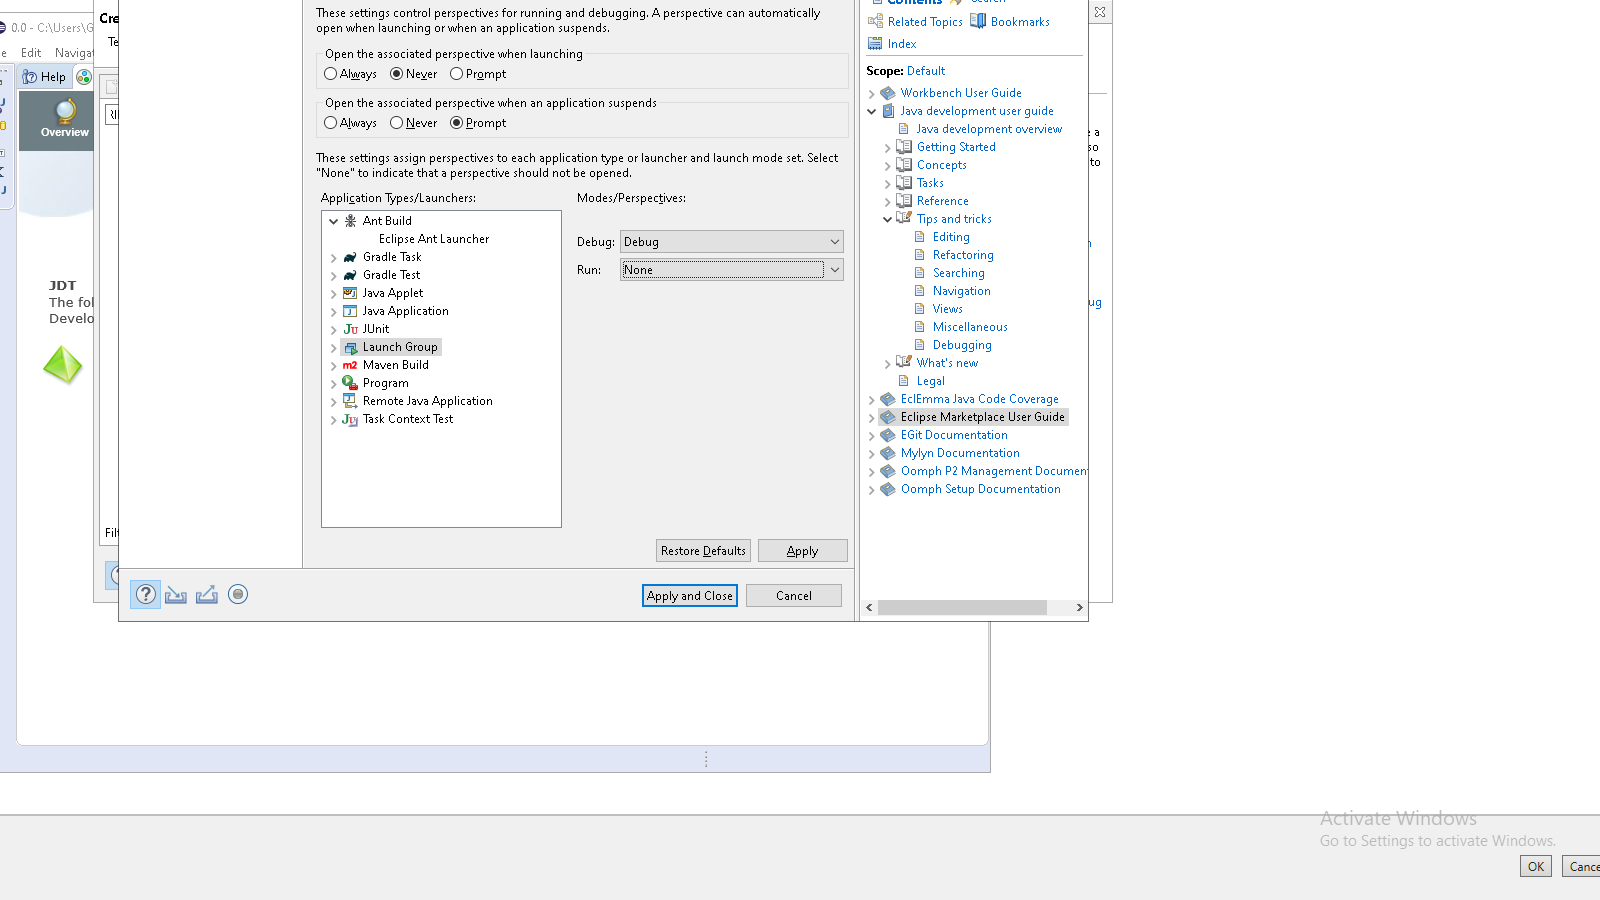 These settings control perspectives for running and debugging. A perspective can automatically
open when launching or when an application suspends.
Open the associated perspective when launching
Always Never Prompt
Open the associated perspective when an application suspends
Always Never Prompt
These settings assign perspectives to each application type or launcher and launch mode set. Select
"None" to indicate that a perspective should not be opened.
Application Types/Launchers:
Modes/Perspectives:
Ant Build
Eclipse Ant Launcher
Gradle Task
Gradle Test
Java Applet
Java Application
JUnit
Launch Group
Maven Build
Program
Remote Java Application
Task Context Test
Debug: Debug
Run: None
Restore Defaults Apply
Apply and Close Cancel
Contents
Related Topics Bookmarks
Index
Scope: Default
Workbench User Guide
Java development user guide
Java development overview
Getting Started
Concepts
Tasks
Reference
Tips and tricks
Editing
Refactoring
Searching
Navigation
Views
Miscellaneous
Debugging
What's new
Legal
EclEmma Java Code Coverage
Eclipse Marketplace User Guide
EGit Documentation
Mylyn Documentation
Oomph P2 Management Documen
Oomph Setup Documentation
0.0 - C:\Users\G
Edit Navigat
Help
Overview
JDT
The fol
Develo
Cre
Te
Filt
e a
so
to
n
ug
Activate Windows
Go to Settings to activate Windows.
OK Cance